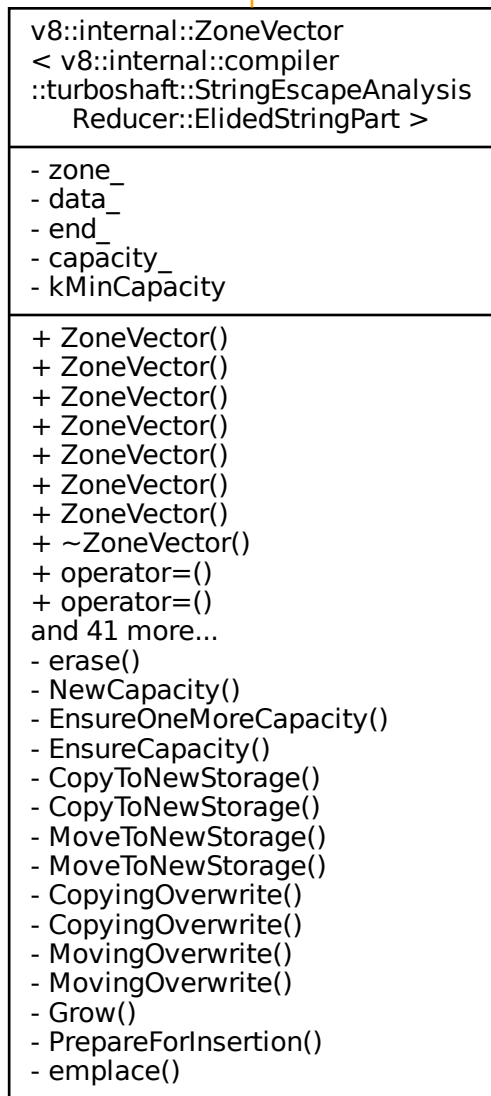 v8::internal::ZoneVector
< v8::internal::compiler
::turboshaft::StringEscapeAnalysis
Reducer::ElidedStringPart >
- zone_
- data_
- end_
- capacity_
- kMinCapacity
+ ZoneVector()
+ ZoneVector()
+ ZoneVector()
+ ZoneVector()
+ ZoneVector()
+ ZoneVector()
+ ZoneVector()
+ ~ZoneVector()
+ operator=()
+ operator=()
and 41 more...
- erase()
- NewCapacity()
- EnsureOneMoreCapacity()
- EnsureCapacity()
- CopyToNewStorage()
- CopyToNewStorage()
- MoveToNewStorage()
- MoveToNewStorage()
- CopyingOverwrite()
- CopyingOverwrite()
- MovingOverwrite()
- MovingOverwrite()
- Grow()
- PrepareForInsertion()
- emplace()